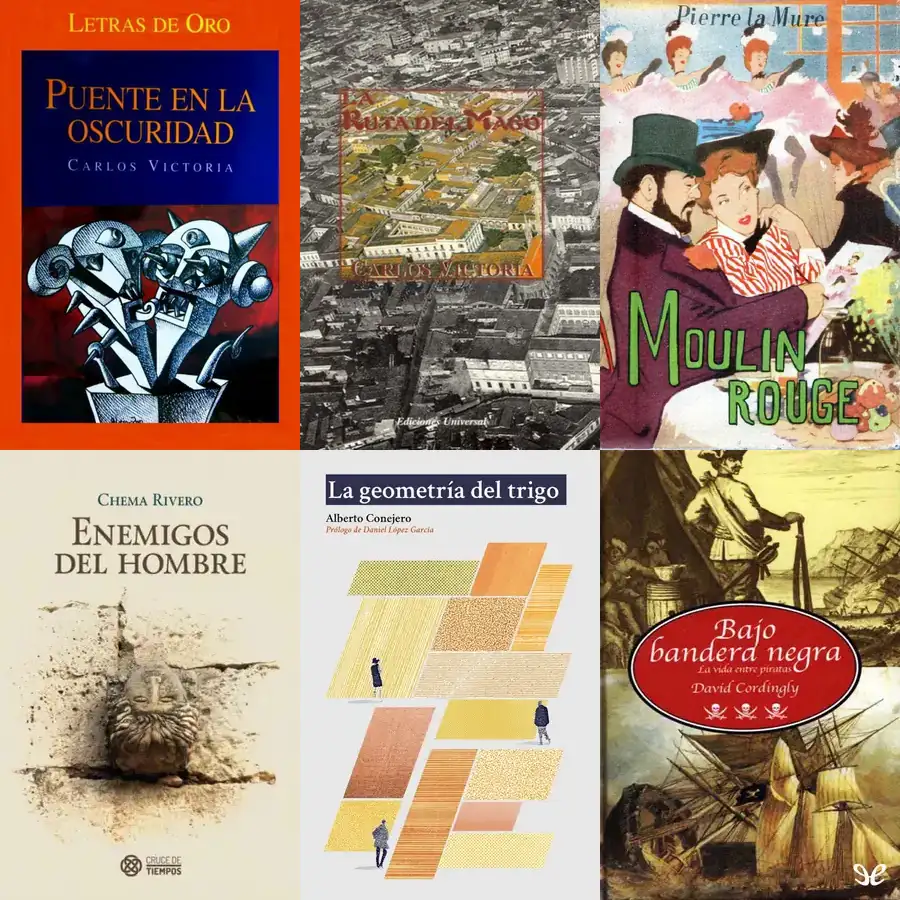 LETRAS DE ORO
PUENTE EN LA
OSCURIDAD
CARLOS VICTORIA
LA
RUTA DEL MAGO
CARLOS VICTORIA
Ediciones Universal
Pierre la Mure
MOULIN
ROUGE
CHEMA RIVERO
ENEMIGOS
DEL HOMBRE
CRUCE DE
TIEMPOS
La geometría del trigo
Alberto Conejero
Prólogo de Daniel López García
Bajo
bandera negra
La vida entre piratas
David Cordingly